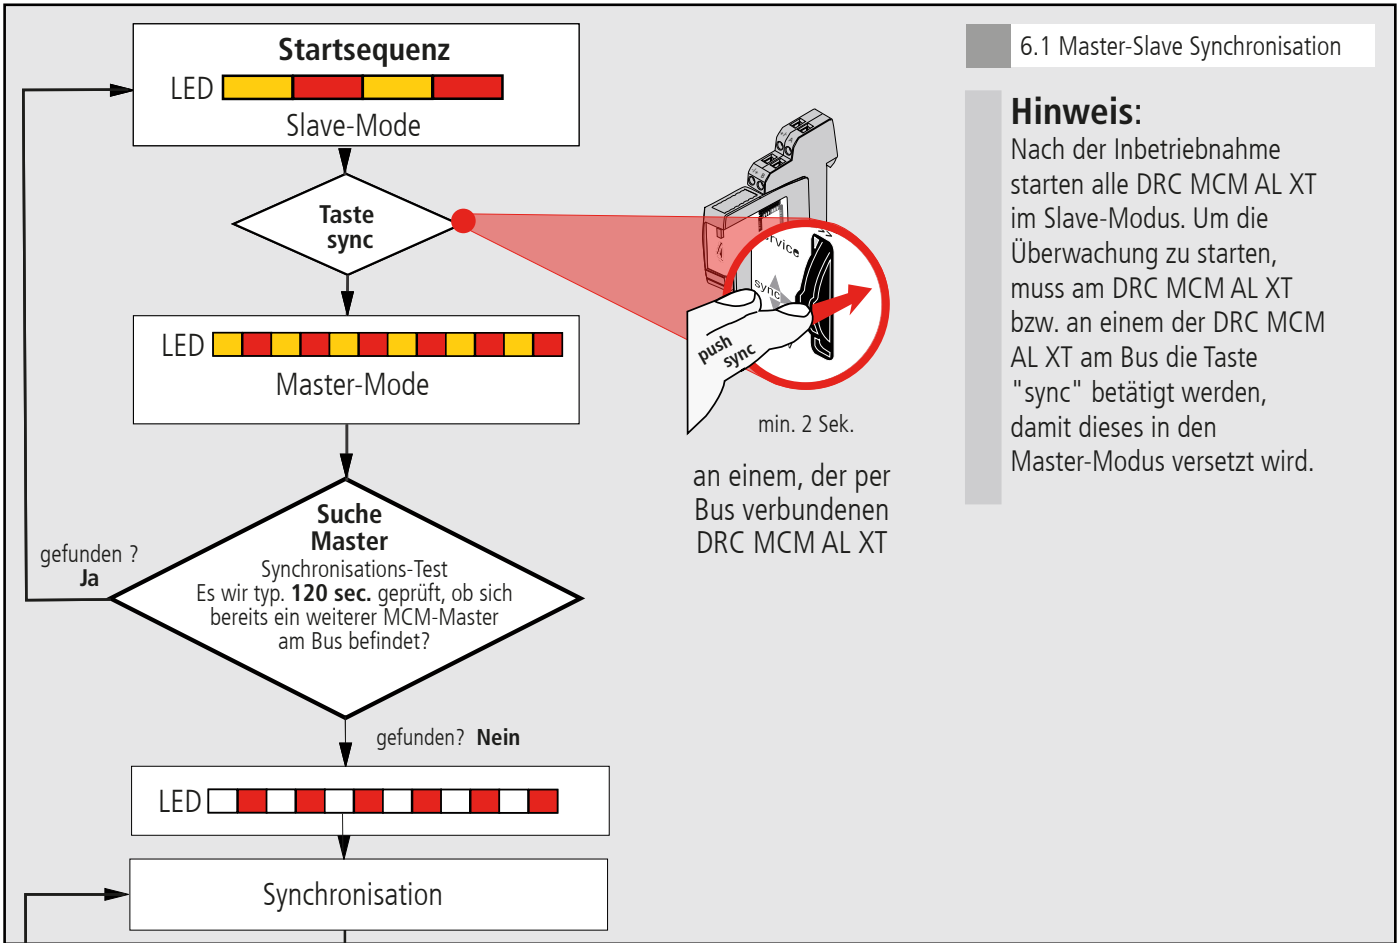 Startsequenz
LED
Slave-Mode
Taste
sync
LED
Master-Mode
Suche
Master
Synchronisations-Test
Es wir typ. 120 sec. geprüft, ob sich
bereits ein weiterer MCM-Master
am Bus befindet?
gefunden ?
Ja
gefunden? Nein
LED
Synchronisation
sync
push
sync
min. 2 Sek.
an einem, der per
Bus verbundenen
DRC MCM AL XT
6.1 Master-Slave Synchronisation
Hinweis:
Nach der Inbetriebnahme
starten alle DRC MCM AL XT
im Slave-Modus. Um die
Überwachung zu starten,
muss am DRC MCM AL XT
bzw. an einem der DRC MCM
AL XT am Bus die Taste
"sync" betätigt werden,
damit dieses in den
Master-Modus versetzt wird.